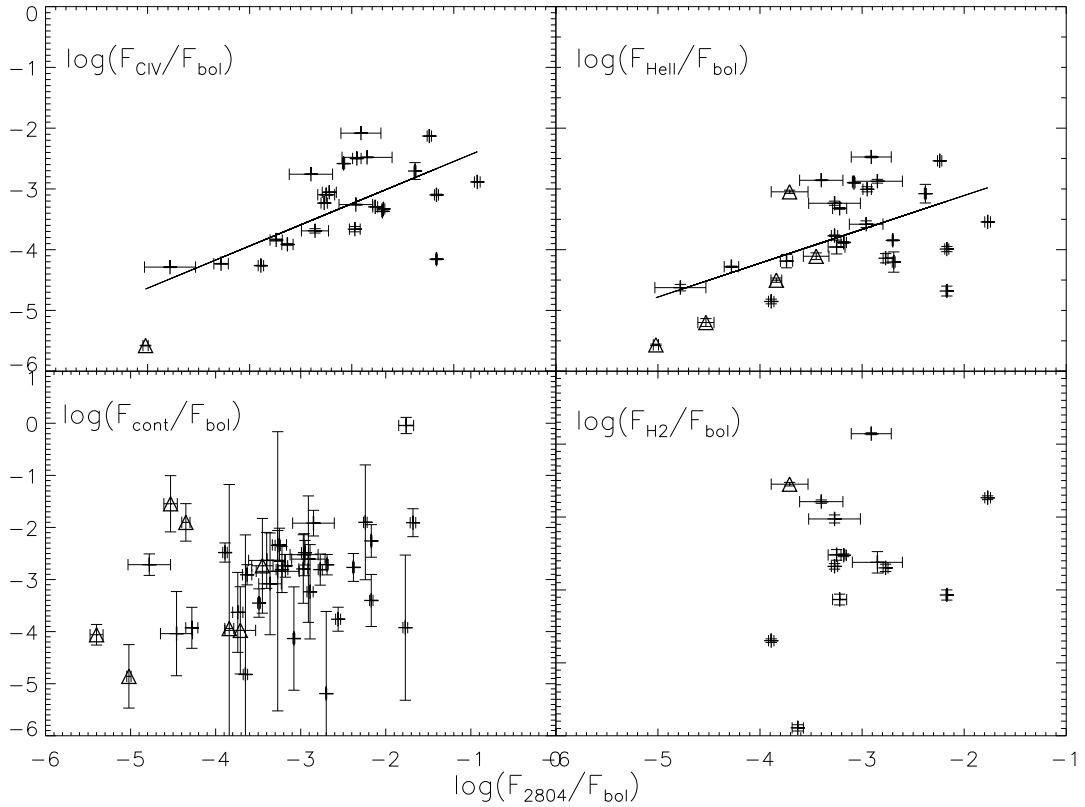 0
−1
−2
−3
−4
−5
−6
log(F_CIV/F_bol)
log(F_HeII/F_bol)
1
0
−1
−2
−3
−4
−5
−6
log(F_cont/F_bol)
log(F_H2/F_bol)
−6 −5 −4 −3 −2 −1 −6 −5 −4 −3 −2 −1
log(F_2804/F_bol)